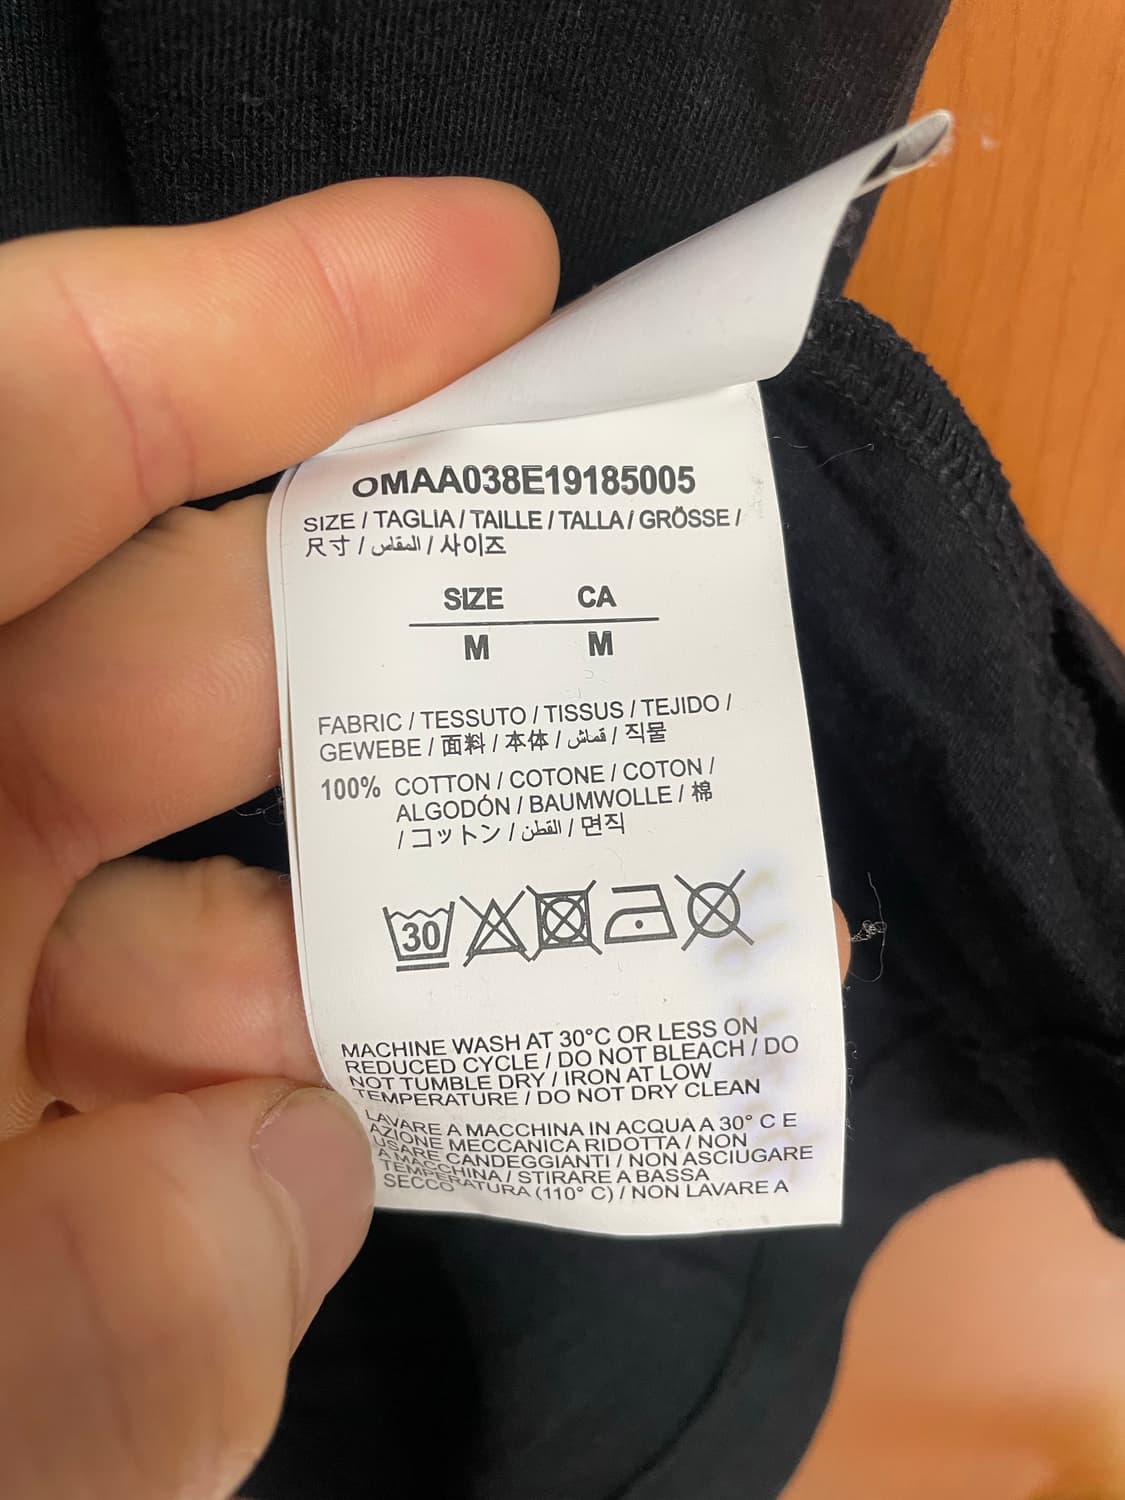 OMAA038E19185005
SIZE / TAGLIA / TAILLE / TALLA / GRÖSSE /
尺寸 / المقاس / 사이즈
SIZE CA
M M
FABRIC / TESSUTO / TISSUS / TEJIDO /
GEWEBE / 面料 / 本体 / قماش / 직물
100% COTTON / COTONE / COTON /
ALGODÓN / BAUMWOLLE / 棉
/ コットン / القطن / 면직
30
MACHINE WASH AT 30°C OR LESS ON
REDUCED CYCLE / DO NOT BLEACH / DO
NOT TUMBLE DRY / IRON AT LOW
TEMPERATURE / DO NOT DRY CLEAN
LAVARE A MACCHINA IN ACQUA A 30° C E
AZIONE MECCANICA RIDOTTA / NON
USARE CANDEGGIANTI / NON ASCIUGARE
A MACCHINA / STIRARE A BASSA
TEMPERATURA (110° C) / NON LAVARE A
SECCO